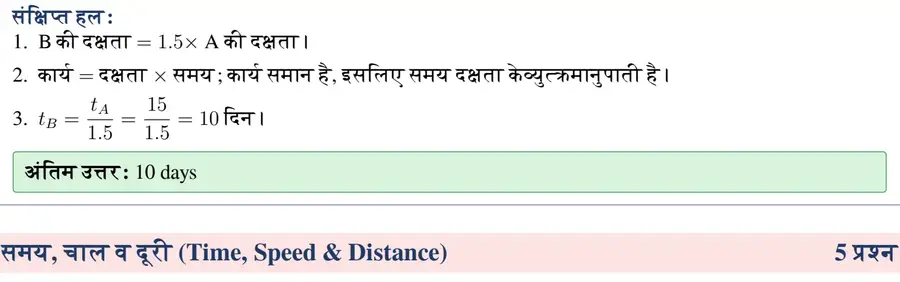 संक्षिप्त हल :
1. B की दक्षता = 1.5× A की दक्षता।
2. कार्य = दक्षता × समय; कार्य समान है, इसलिए समय दक्षता केव्युत्क्रमानुपाती है।
3. t_B = t_A/1.5 = 15/1.5 = 10 दिन।
अंतिम उत्तर : 10 days
समय, चाल व दूरी (Time, Speed & Distance) 5 प्रश्न